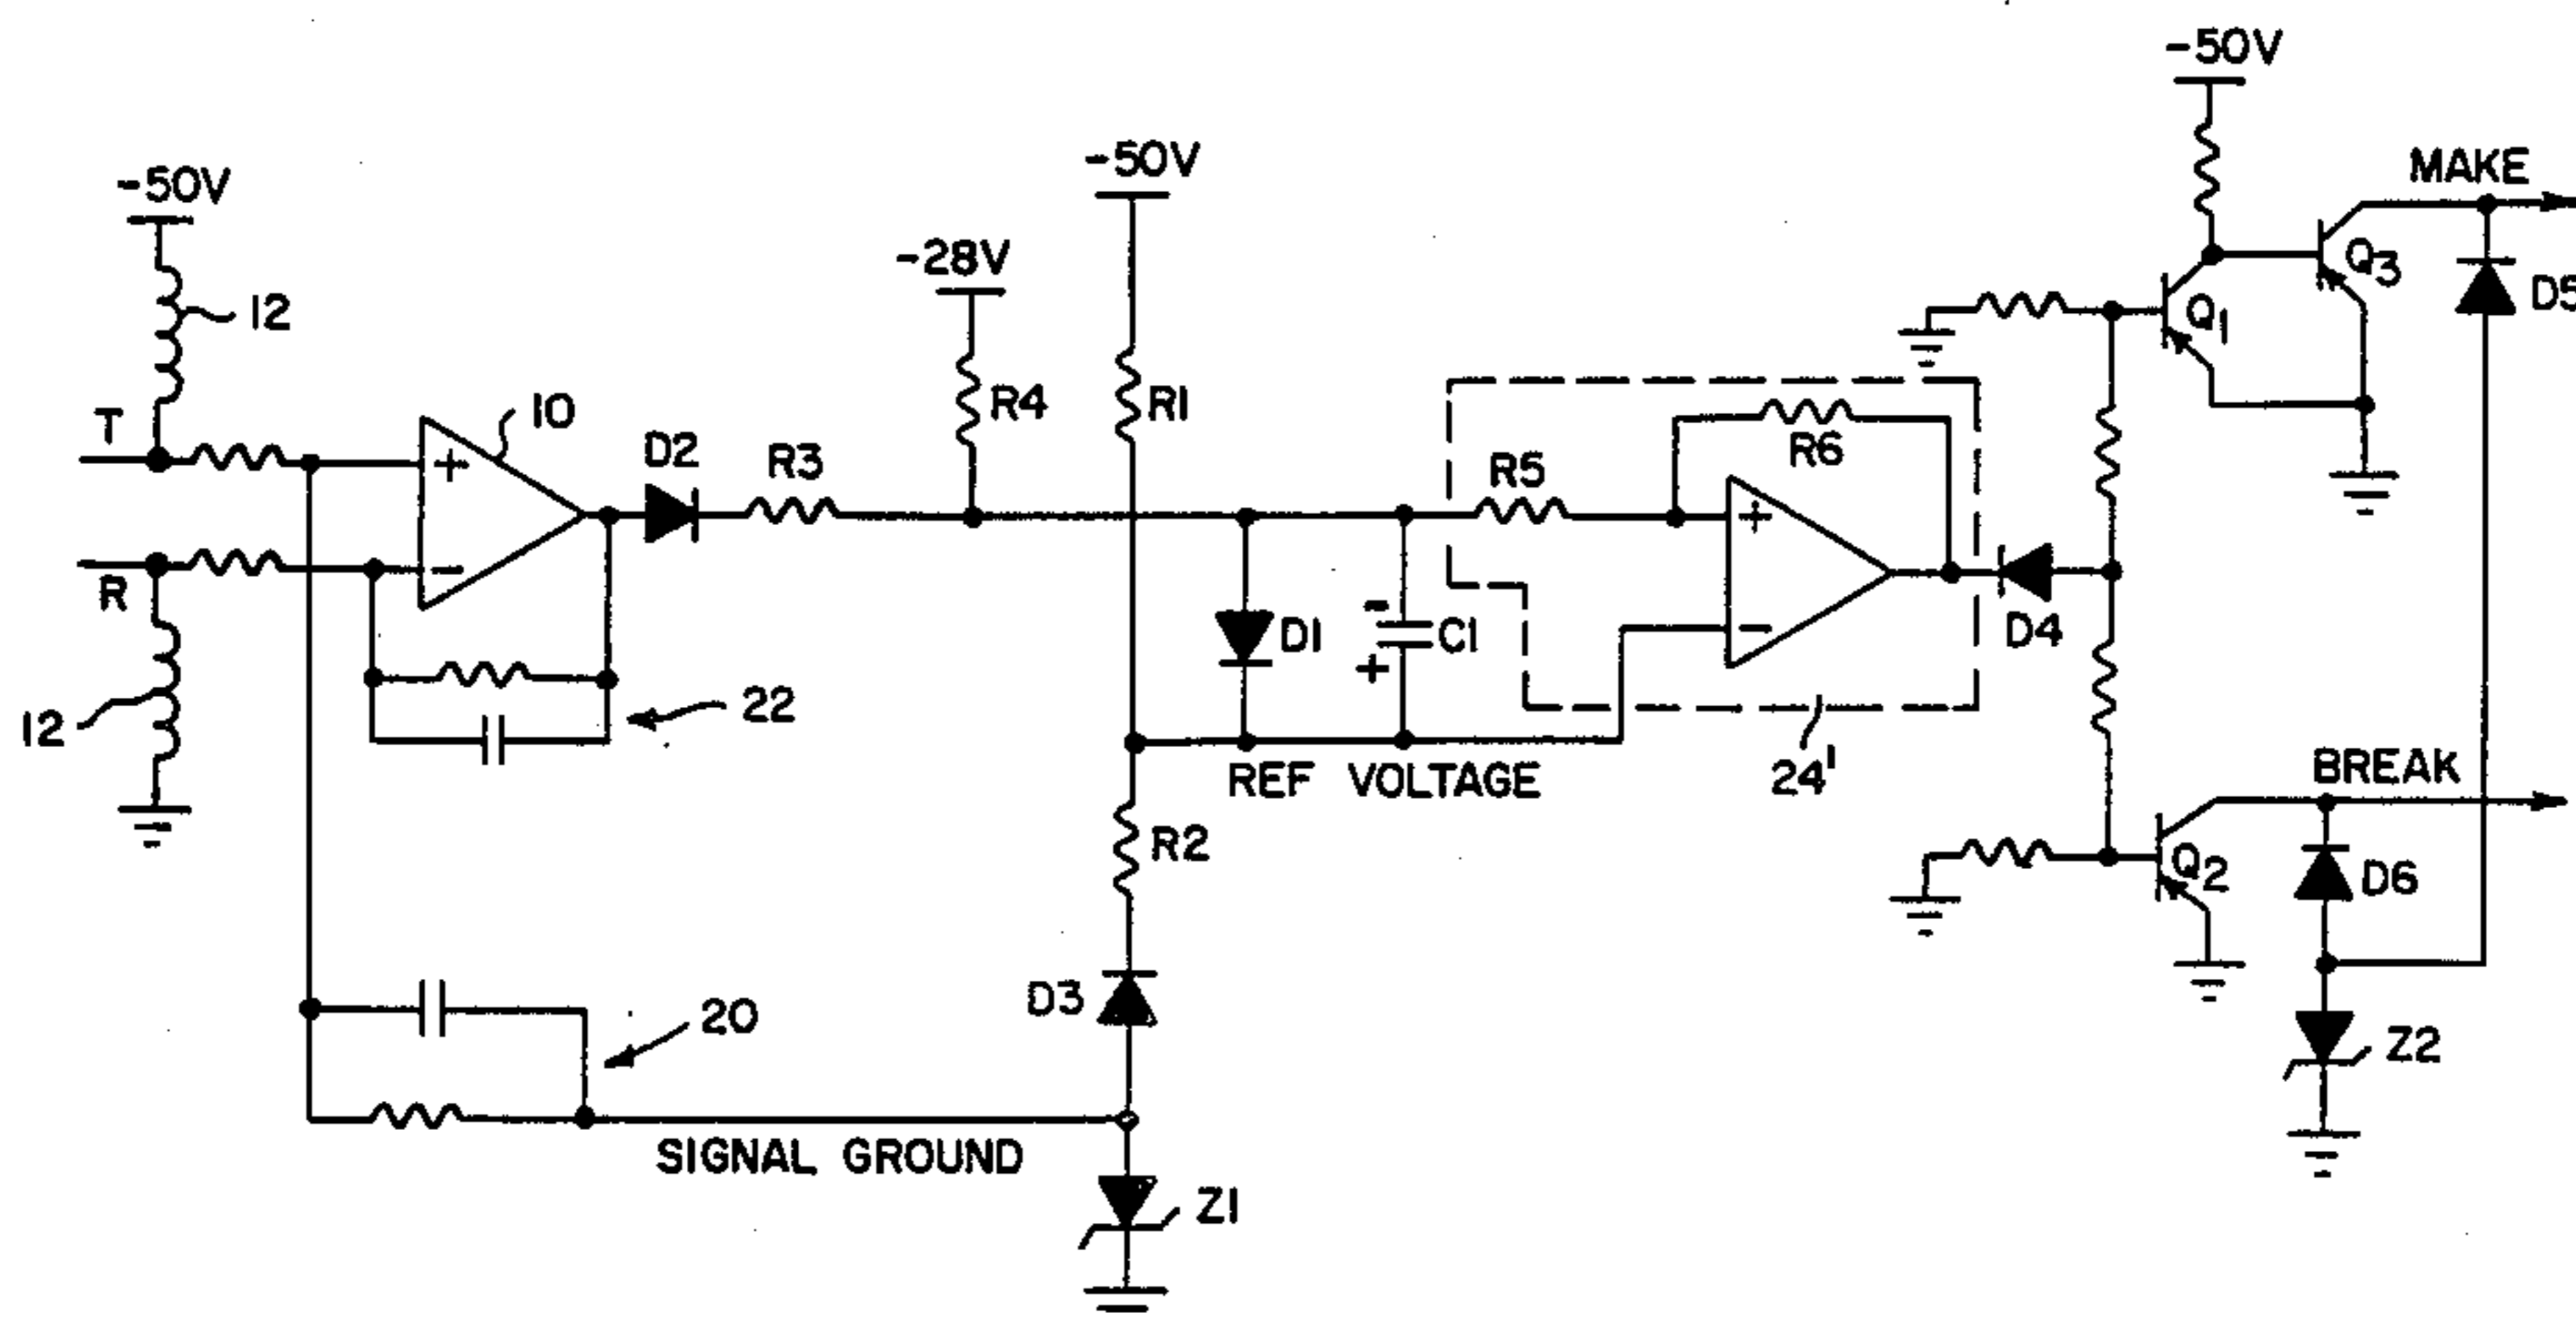 -50V
12
T
10
D2
R3
-28V
R4
-50V
R1
+
-
R
12
22
D1
-
+
C1
REF VOLTAGE
R5
R6
+
-
24'
D4
-50V
MAKE
Q1
Q3
D5
BREAK
Q2
D6
Z2
R2
D3
20
SIGNAL GROUND
Z1